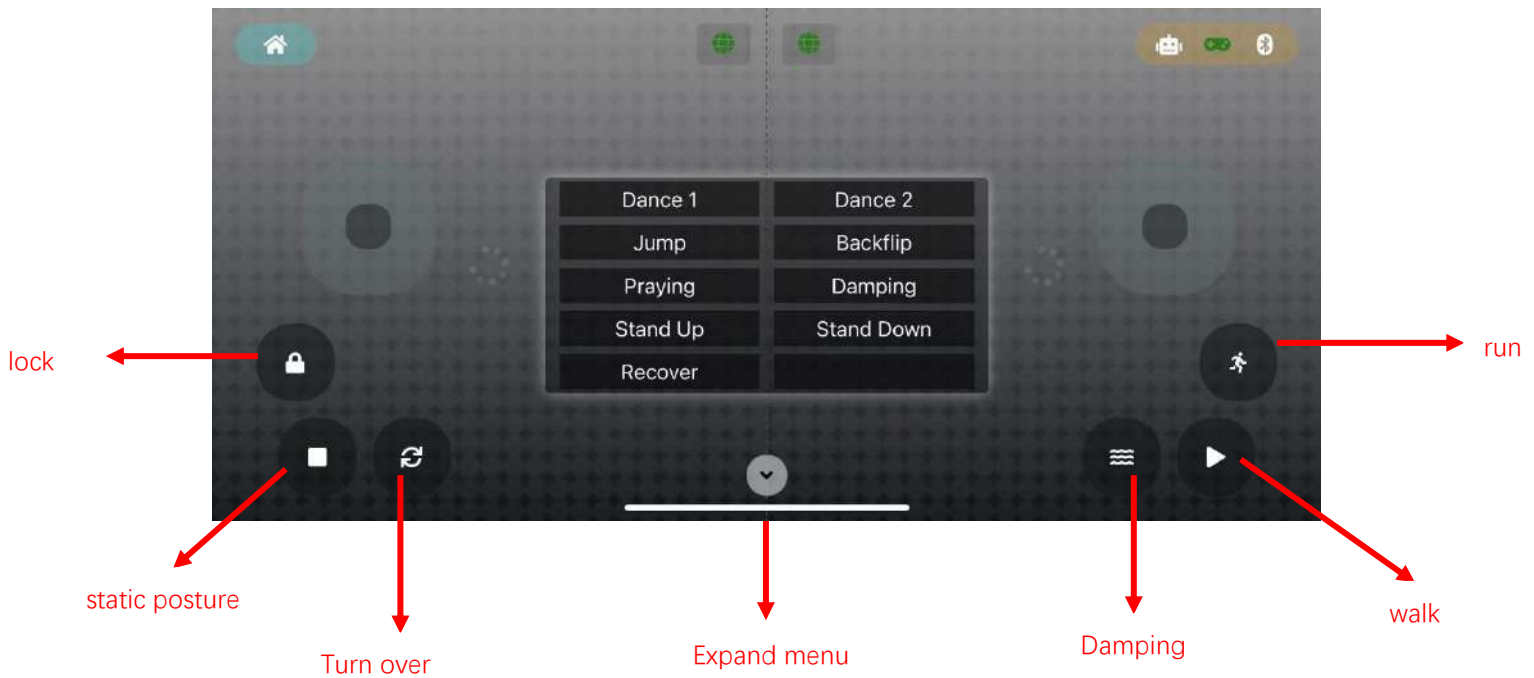 Dance 1
Dance 2
Jump
Backflip
Praying
Damping
Stand Up
Stand Down
Recover
lock
run
static posture
Turn over
Expand menu
Damping
walk